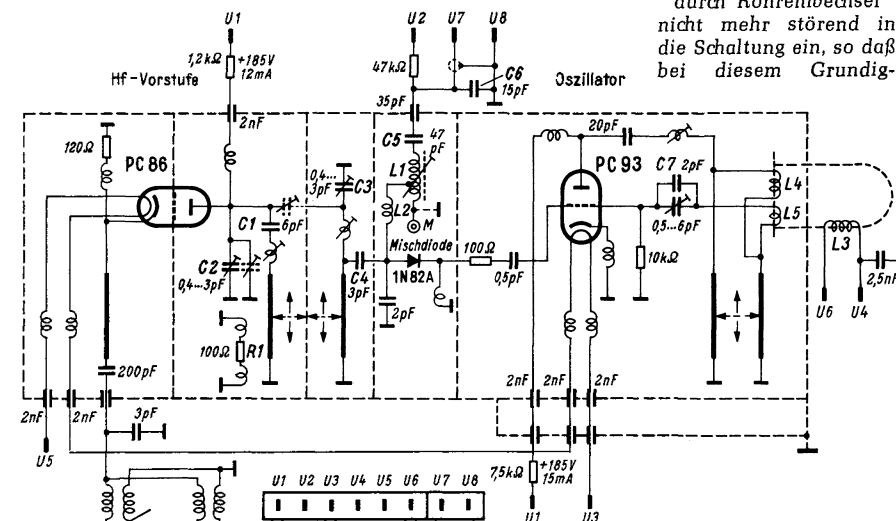 durch Röhrenwechsel
nicht mehr störend in
die Schaltung ein, so daß
bei diesem Grundig-
U1
U2
U7
U8
1,2kΩ
+185V
12mA
47kΩ
C6
15pF
Hf-Vorstufe
Oszillator
2nF
35pF
20pF
120Ω
PC 86
C5
47
pF
PC 93
C7
2pF
0,4...
3pF
C3
L1
L2
M
L4
L5
C1
6pF
0,5...6pF
Mischdiode
1N82A
100Ω
L3
C2
0,4...3pF
C4
3pF
0,5pF
10kΩ
2,5nF
2pF
U6
U4
100Ω
R1
200pF
2nF
2nF
2nF
2nF
2nF
3pF
U5
7,5kΩ
+185V
15mA
U1
U2
U3
U4
U5
U6
U7
U8
U1
U3